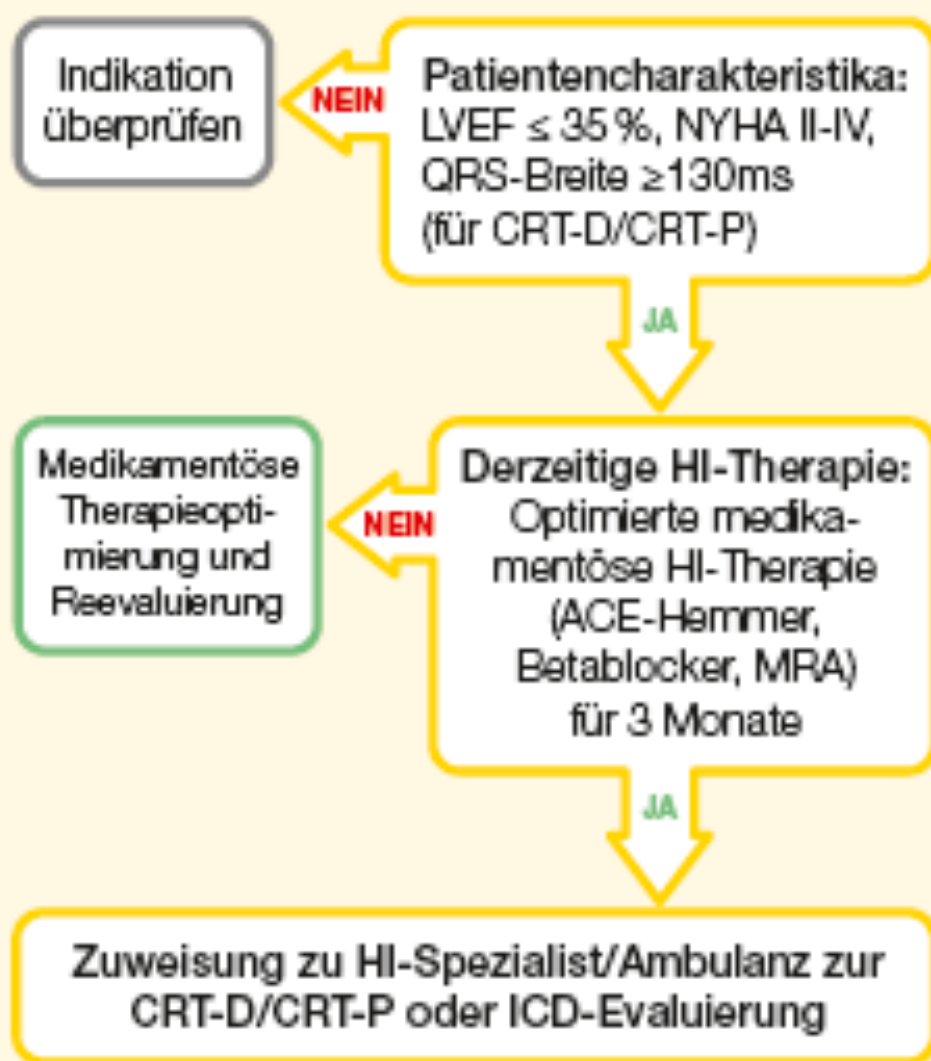 Indikation
überprüfen
NEIN
Patientencharakteristika:
LVEF ≤ 35 %, NYHA II-IV,
QRS-Breite ≥130ms
(für CRT-D/CRT-P)
JA
Medikamentöse
Therapieopti-
mierung und
Reevaluierung
NEIN
Derzeitige HI-Therapie:
Optimierte medika-
mentöse HI-Therapie
(ACE-Hemmer,
Betablocker, MRA)
für 3 Monate
JA
Zuweisung zu HI-Spezialist/Ambulanz zur
CRT-D/CRT-P oder ICD-Evaluierung